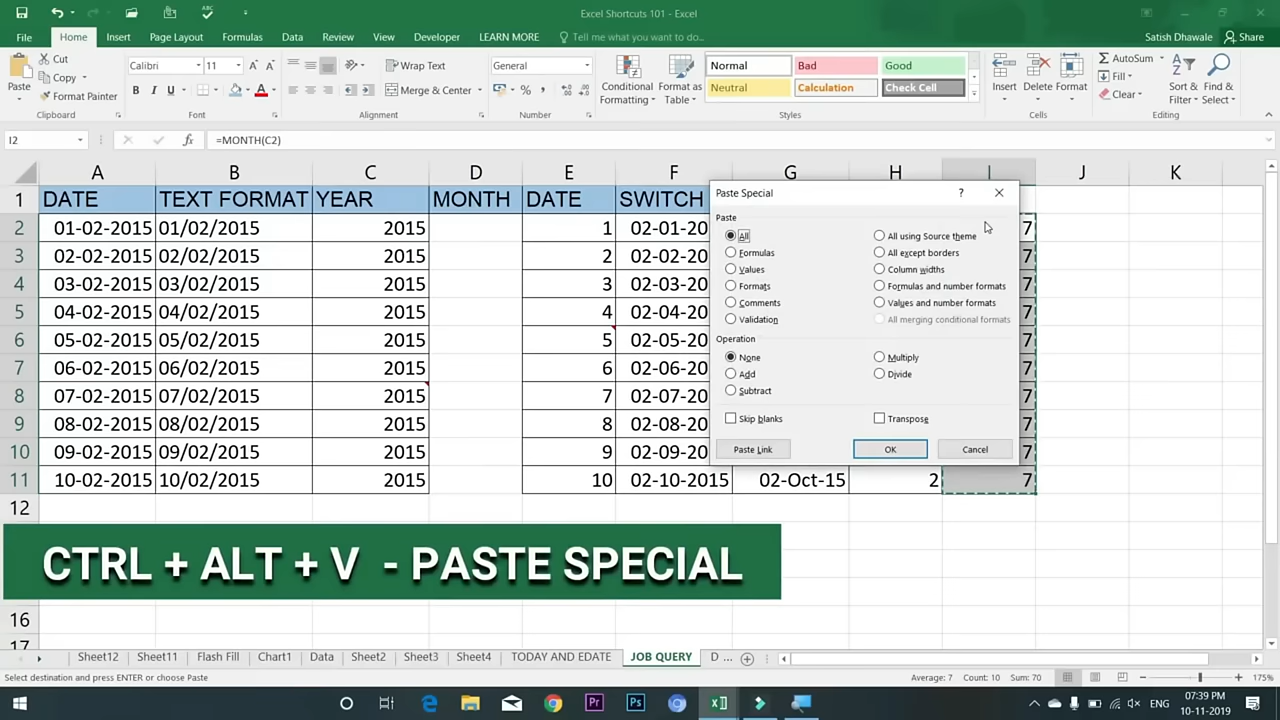 Excel Shortcuts 101 - Excel
File Home Insert Page Layout Formulas Data Review View Developer LEARN MORE Tell me what you want to do... Satish Dhawale Share
Paste Cut Copy Format Painter Clipboard
Calibri 11 A A B I U A Font
Wrap Text Merge & Center Alignment
General % , Number
Conditional Formatting Format as Table
Normal Bad Good
Neutral Calculation Check Cell
Styles
Insert Delete Format Cells
AutoSum Fill Clear Sort & Filter Find & Select Editing
I2 fx =MONTH(C2)
A B C D E F G H I J K
1 DATE TEXT FORMAT YEAR MONTH DATE SWITCH
2 01-02-2015 01/02/2015 2015 1 02-01-20 7
3 02-02-2015 02/02/2015 2015 2 02-02-20 7
4 03-02-2015 03/02/2015 2015 3 02-03-20 7
5 04-02-2015 04/02/2015 2015 4 02-04-20 7
6 05-02-2015 05/02/2015 2015 5 02-05-20 7
7 06-02-2015 06/02/2015 2015 6 02-06-20 7
8 07-02-2015 07/02/2015 2015 7 02-07-20 7
9 08-02-2015 08/02/2015 2015 8 02-08-20 7
10 09-02-2015 09/02/2015 2015 9 02-09-20 7
11 10-02-2015 10/02/2015 2015 10 02-10-2015 02-Oct-15 2 7
12
16
17
Paste Special ?
Paste
All All using Source theme
Formulas All except borders
Values Column widths
Formats Formulas and number formats
Comments Values and number formats
Validation All merging conditional formats
Operation
None Multiply
Add Divide
Subtract
Skip blanks Transpose
Paste Link OK Cancel
CTRL + ALT + V - PASTE SPECIAL
Sheet12 Sheet11 Flash Fill Chart1 Data Sheet2 Sheet3 Sheet4 TODAY AND EDATE JOB QUERY D ...
Select destination and press ENTER or choose Paste Average: 7 Count: 10 Sum: 70 175%
Pr Ps ENG 07:39 PM
10-11-2019